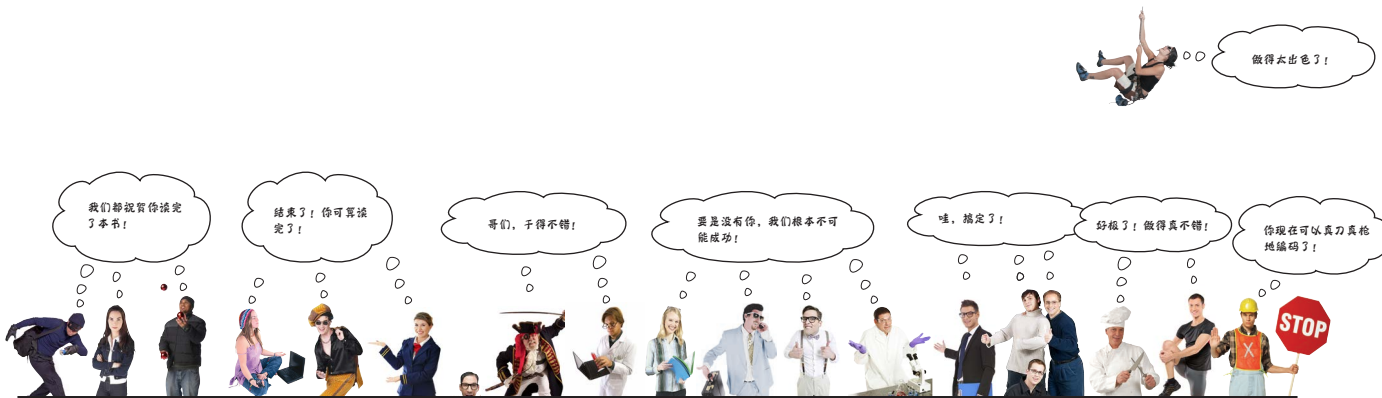 做得太出色了！
我们都祝贺你读完
了本书！
结束了！你可算读
完了！
哥们，干得不错！
要是没有你，我们根本不可
能成功！
哇，搞定了！
好极了！做得真不错！
你现在可以真刀真枪
地编码了！
STOP